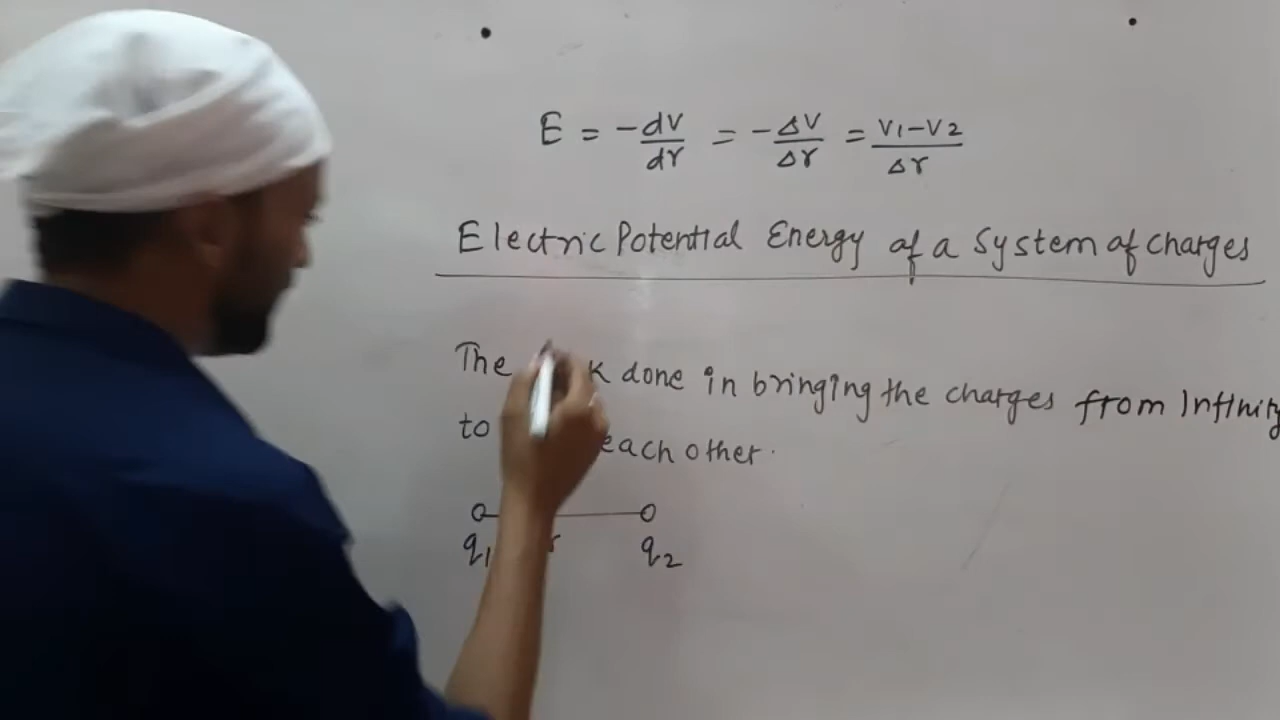 E = -dV/dr = -ΔV/Δr = V1-V2/Δr
Electric Potential Energy of a System of charges
The done in bringing the charges from Infinity
to each other.
r
q1 q2